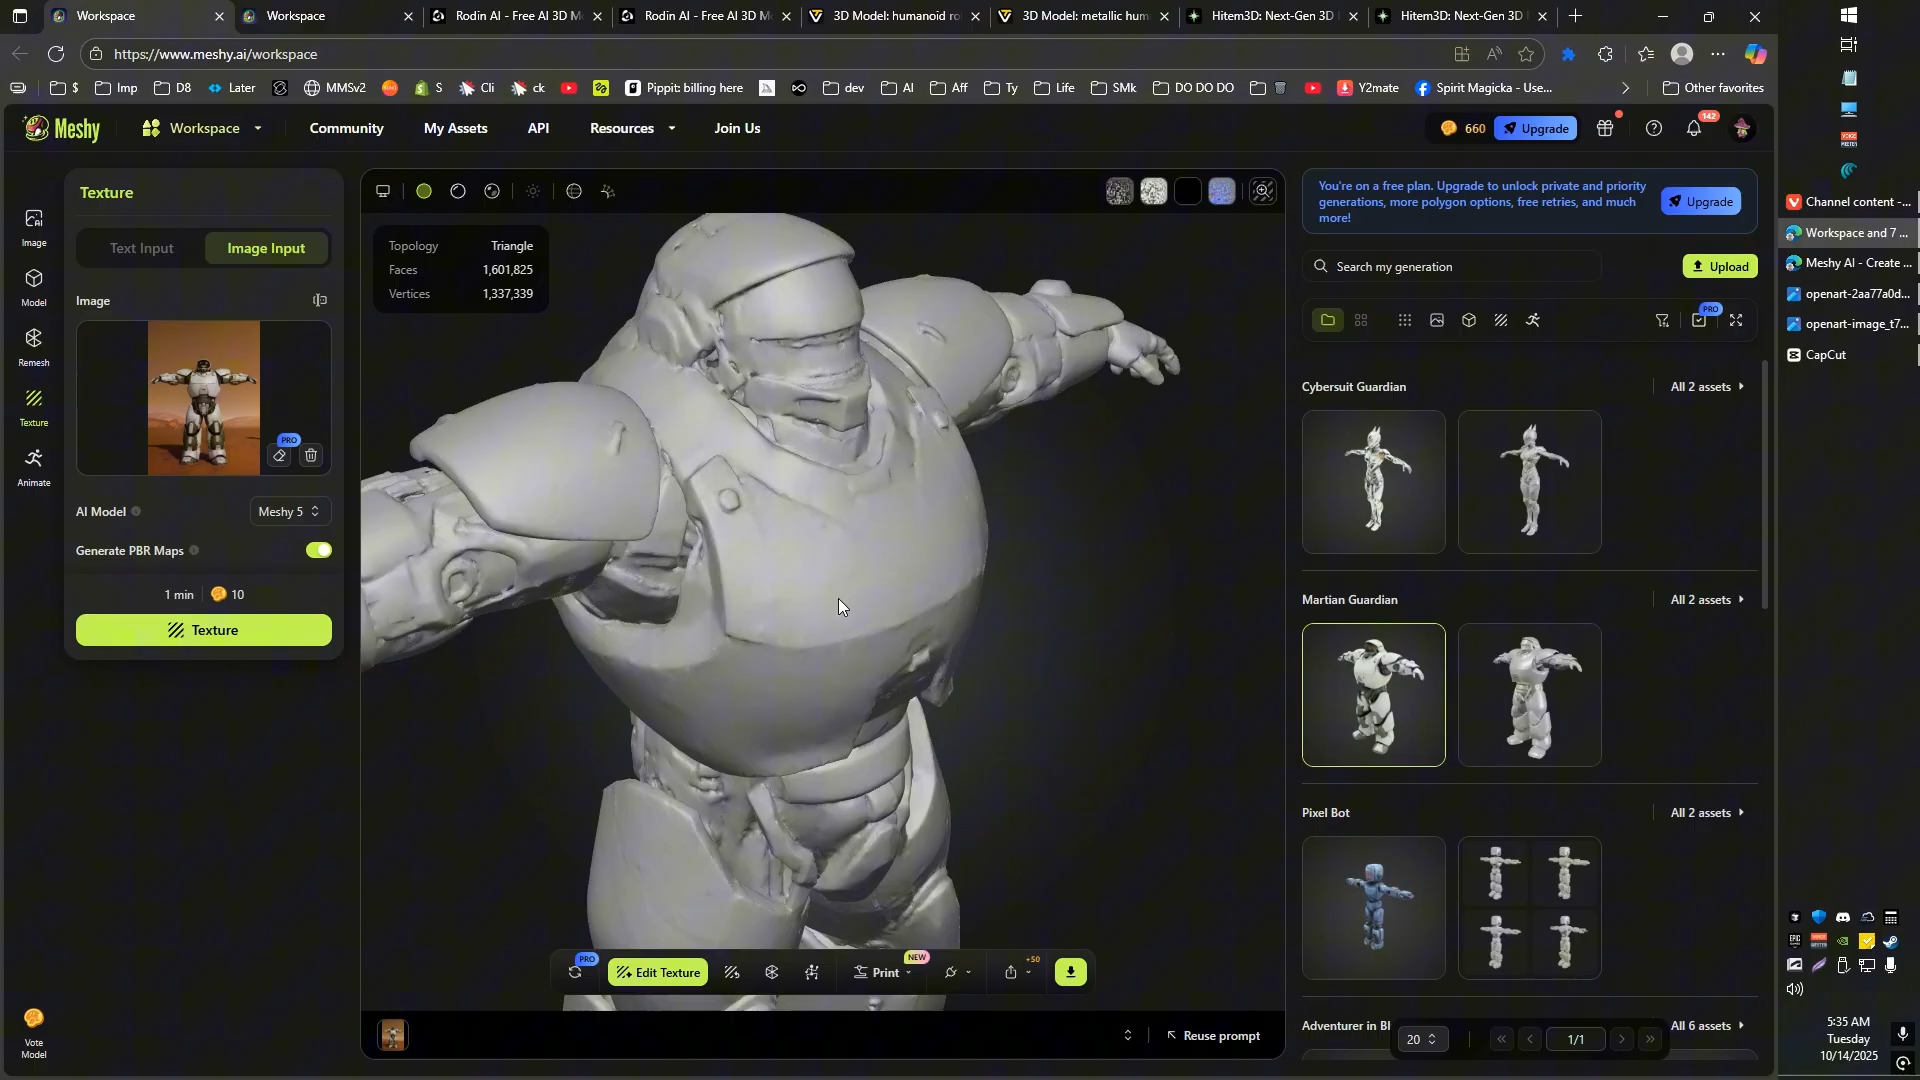 Workspace
Workspace
Rodin AI - Free AI 3D M
Rodin AI - Free AI 3D M
3D Model: humanoid ro
3D Model: metallic hum
Hitem3D: Next-Gen 3D
Hitem3D: Next-Gen 3D
https://www.meshy.ai/workspace
$
Imp
D8
Later
MMSv2
S
Cli
ck
Pippit: billing here
dev
AI
Aff
Ty
Life
SMk
DO DO DO
Y2mate
Spirit Magicka - Use...
Other favorites
Meshy
Workspace
Community
My Assets
API
Resources
Join Us
660
Upgrade
142
Image
Model
Remesh
Texture
Animate
Vote
Model
Texture
Text Input
Image Input
Image
PRO
AI Model
Meshy 5
Generate PBR Maps
1 min
10
Texture
Topology Triangle
Faces 1,601,825
Vertices 1,337,339
PRO
Edit Texture
Print
NEW
+50
Reuse prompt
You're on a free plan. Upgrade to unlock private and priority
generations, more polygon options, free retries, and much
more!
Upgrade
Search my generation
Upload
PRO
Cybersuit Guardian
All 2 assets
Martian Guardian
All 2 assets
Pixel Bot
All 2 assets
Adventurer in Bl
All 6 assets
20
1/1
Channel content -...
Workspace and 7 ...
Meshy AI - Create ...
openart-2aa77a0d...
openart-image_t7...
CapCut
5:35 AM
Tuesday
10/14/2025